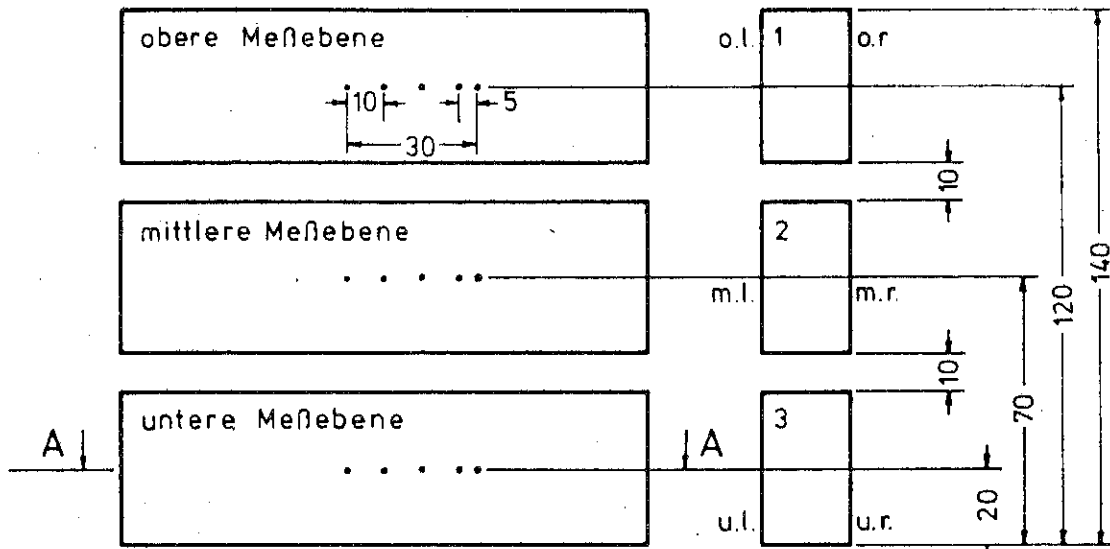 obere Meßebene
o.l. 1 o.r
10 5
30
10
mittlere Meßebene
2
m.l. m.r.
140
120
10
70
untere Meßebene
3
A A
20
u.l. u.r.